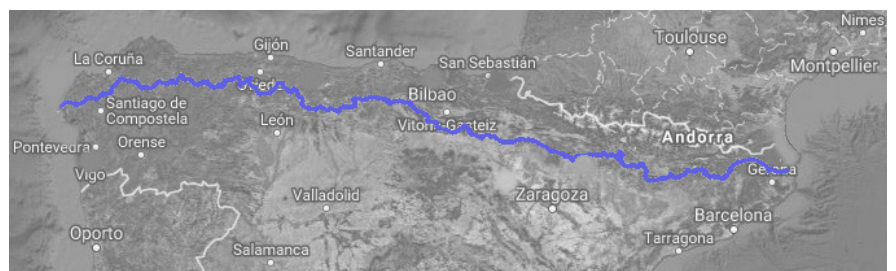 Nimes
Toulouse
Gijón
La Coruña
Santander
San Sebastián
Montpellier
Oviedo
Bilbao
Santiago de
Compostela
León
Vitoria-Gasteiz
Andorra
Pontevedra
Orense
Gerona
Vigo
Valladolid
Zaragoza
Barcelona
Oporto
Tarragona
Salamanca